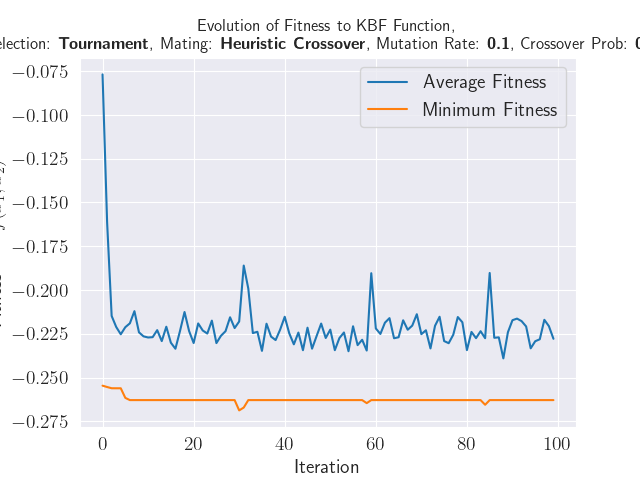 Evolution of Fitness to KBF Function,
election: Tournament, Mating: Heuristic Crossover, Mutation Rate: 0.1, Crossover Prob: 0
Average Fitness
Minimum Fitness
−0.075
−0.100
−0.125
−0.150
−0.175
−0.200
−0.225
−0.250
−0.275
0 20 40 60 80 100
Iteration